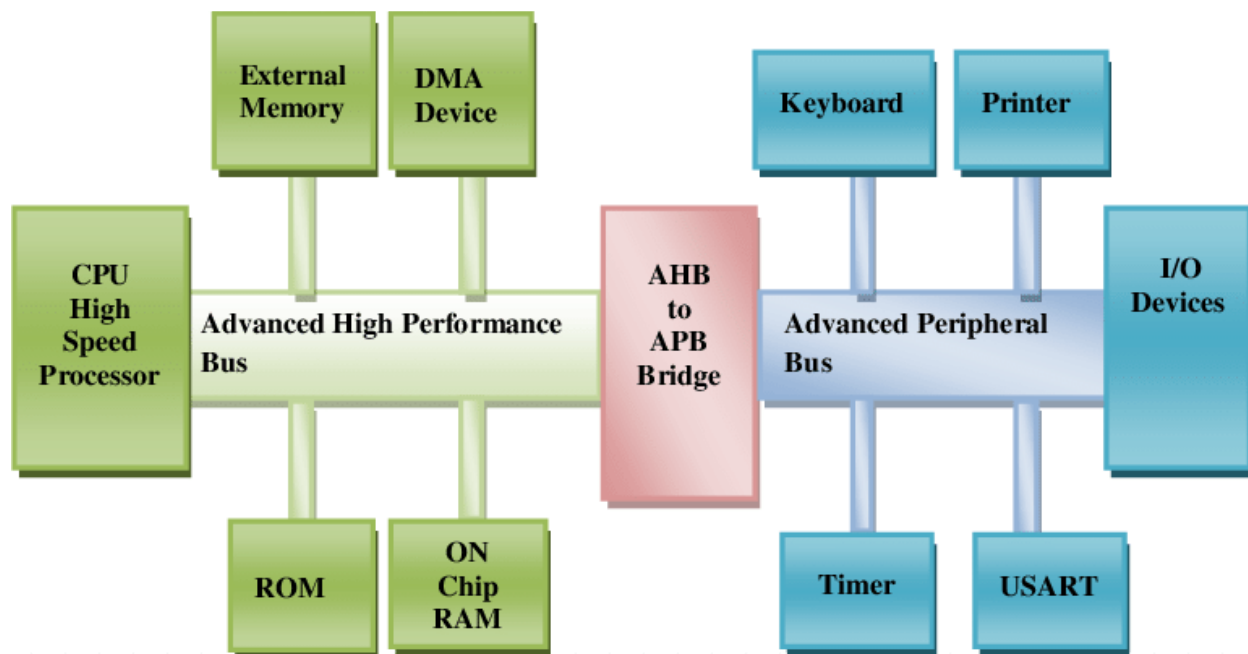 External
Memory
DMA
Device
Keyboard
Printer
CPU
High
Speed
Processor
Advanced High Performance
Bus
AHB
to
APB
Bridge
Advanced Peripheral
Bus
I/O
Devices
ROM
ON
Chip
RAM
Timer
USART